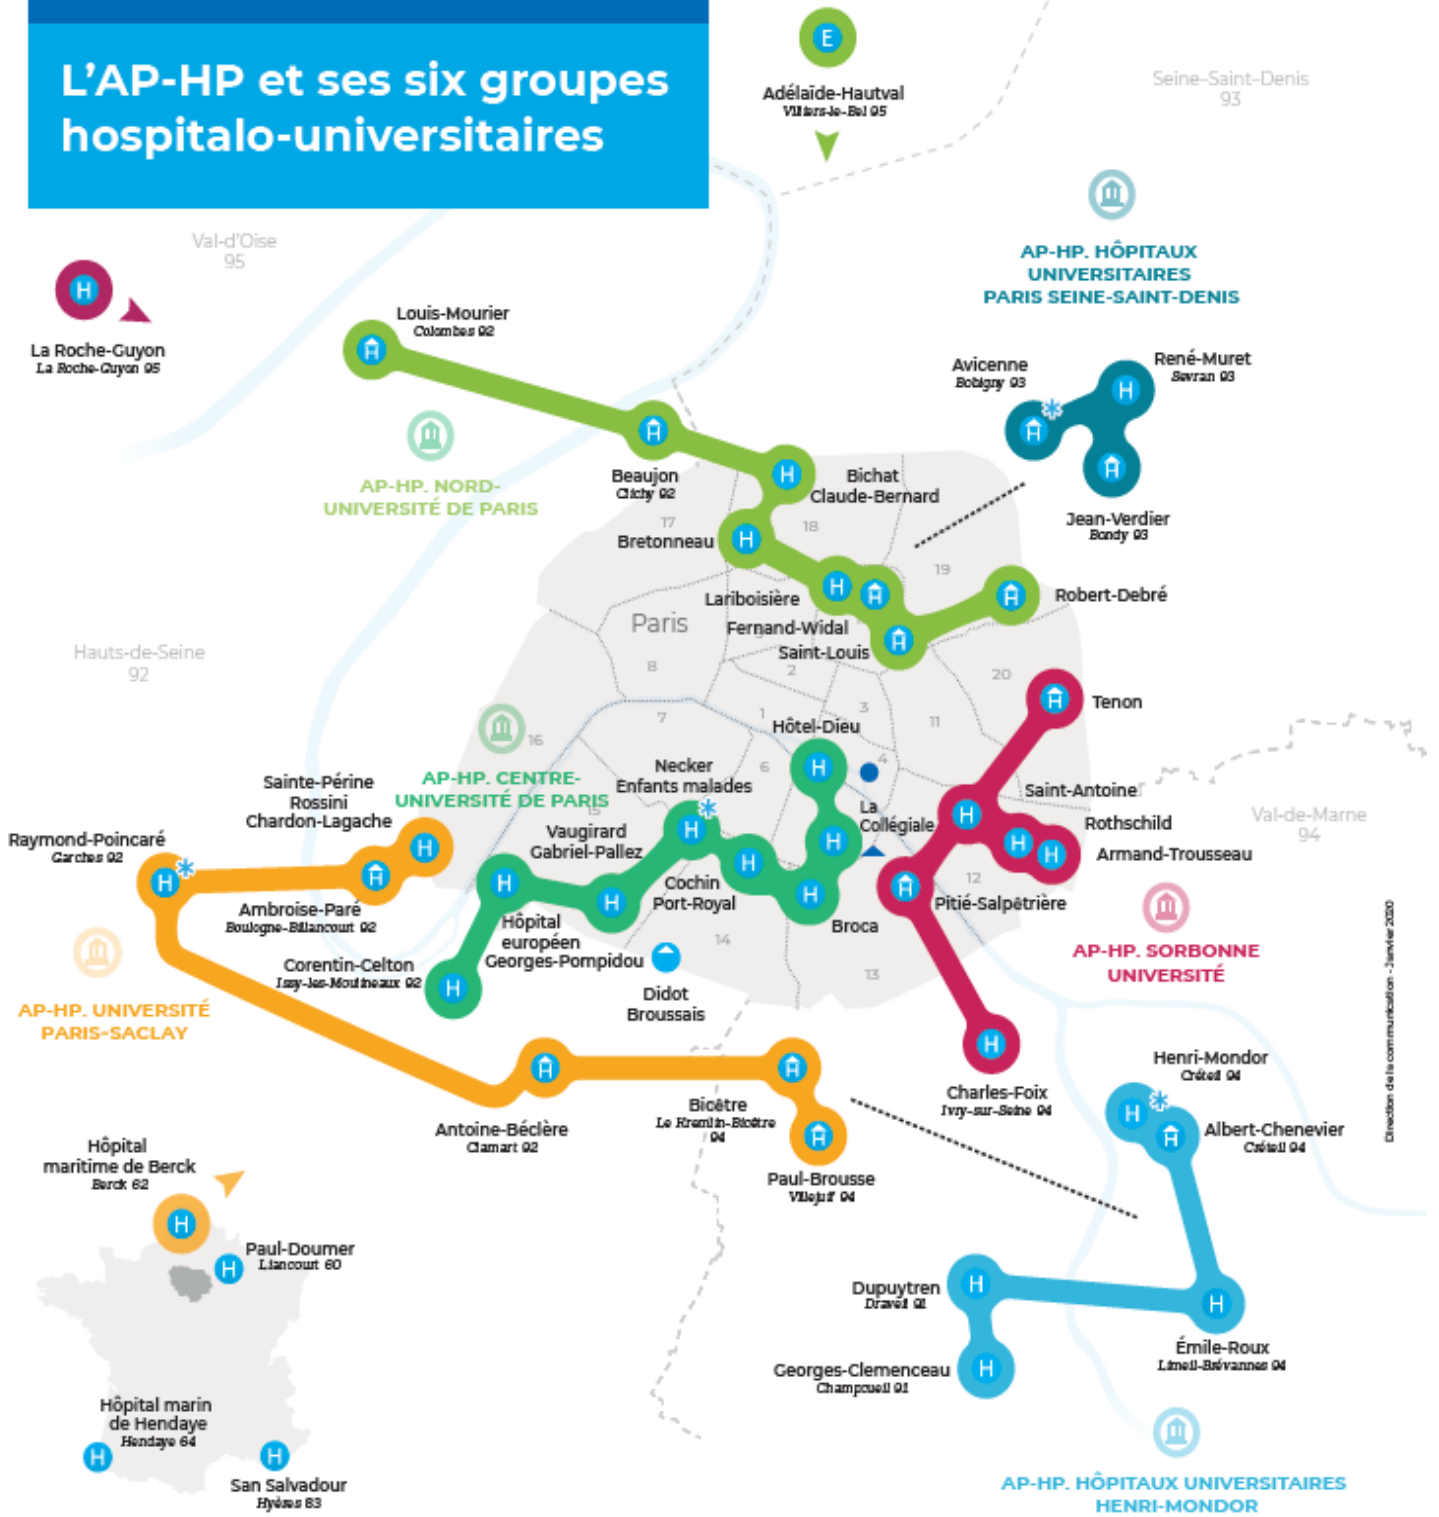 L'AP-HP et ses six groupes
hospitalo-universitaires
E
Adélaïde-Hautval
Villiers-le-Bel 95
Seine-Saint-Denis
93
AP-HP. HÔPITAUX
UNIVERSITAIRES
PARIS SEINE-SAINT-DENIS
Val-d'Oise
95
H
La Roche-Guyon
La Roche-Guyon 95
Louis-Mourier
Colombes 92
H
Avicenne
Bobigny 93
H
René-Muret
Sevran 93
H
H
Jean-Verdier
Bondy 93
AP-HP. NORD-
UNIVERSITÉ DE PARIS
H
Beaujon
Clichy 92
H
Bichat
Claude-Bernard
17
18
Bretonneau
H
19
Lariboisière
H
H
Fernand-Widal
Saint-Louis
H
H
Robert-Debré
Paris
8
9
2
20
Hauts-de-Seine
92
7
1
3
11
16
4
6
15
H
Tenon
Hôtel-Dieu
H
AP-HP. CENTRE-
UNIVERSITÉ DE PARIS
Necker
Enfants malades
H
Sainte-Périne
Rossini
Chardon-Lagache
H
Vaugirard
Gabriel-Pallez
H
La
Collégiale
H
Saint-Antoine
H
Rothschild
H
Armand-Trousseau
H
Val-de-Marne
94
Raymond-Poincaré
Garches 92
H
Ambroise-Paré
Boulogne-Billancourt 92
H
Hôpital
européen
Georges-Pompidou
H
Cochin
Port-Royal
H
Broca
H
12
Pitié-Salpêtrière
H
14
13
Corentin-Celton
Issy-les-Moulineaux 92
H
Didot
Broussais
AP-HP. SORBONNE
UNIVERSITÉ
AP-HP. UNIVERSITÉ
PARIS-SACLAY
Direction de la communication - Janvier 2020
H
Charles-Foix
Ivry-sur-Seine 94
H
Antoine-Béclère
Clamart 92
H
Bicêtre
Le Kremlin-Bicêtre
94
H
Paul-Brousse
Villejuif 94
Henri-Mondor
Créteil 94
H
H
Albert-Chenevier
Créteil 94
Hôpital
maritime de Berck
Berck 62
H
Paul-Doumer
Liancourt 60
H
Dupuytren
Draveil 91
H
H
Émile-Roux
Limeil-Brévannes 94
Georges-Clemenceau
Champcueil 91
H
Hôpital marin
de Hendaye
Hendaye 64
H
H
San Salvadour
Hyères 83
AP-HP. HÔPITAUX UNIVERSITAIRES
HENRI-MONDOR